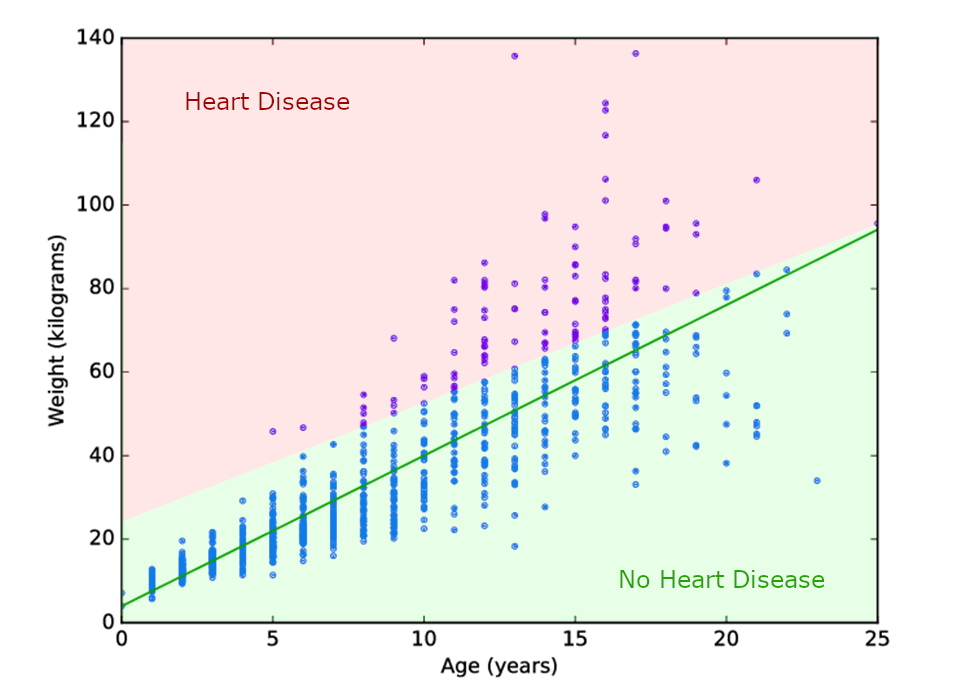 140
120
100
80
60
40
20
0
Weight (kilograms)
Heart Disease
No Heart Disease
0 5 10 15 20 25
Age (years)